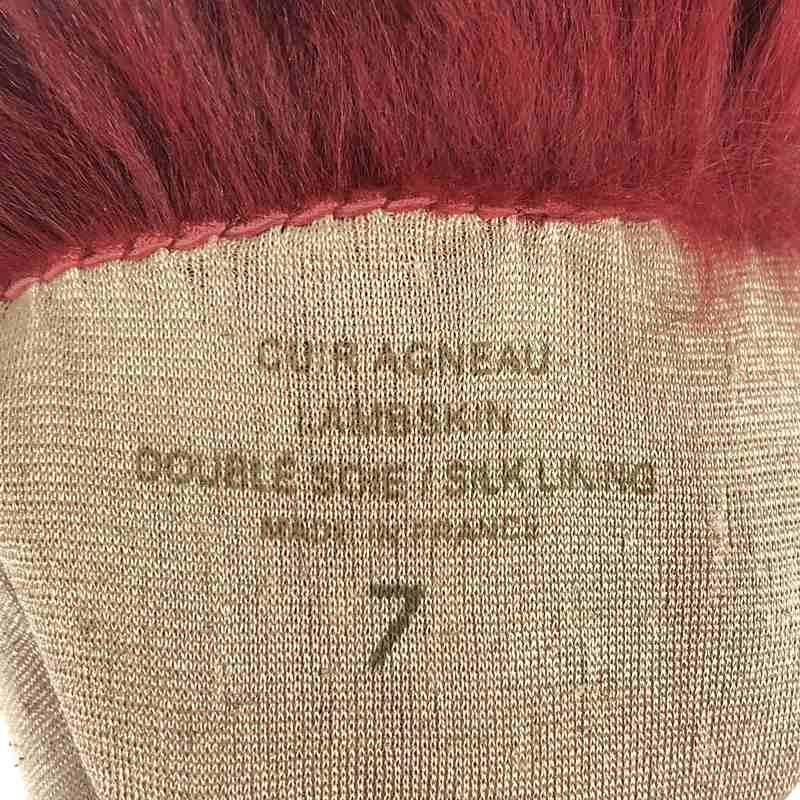 CUIR AGNEAU
LAMBSKIN
DOUBLE SOIE / SILK LINING
MADE IN FRANCE
7